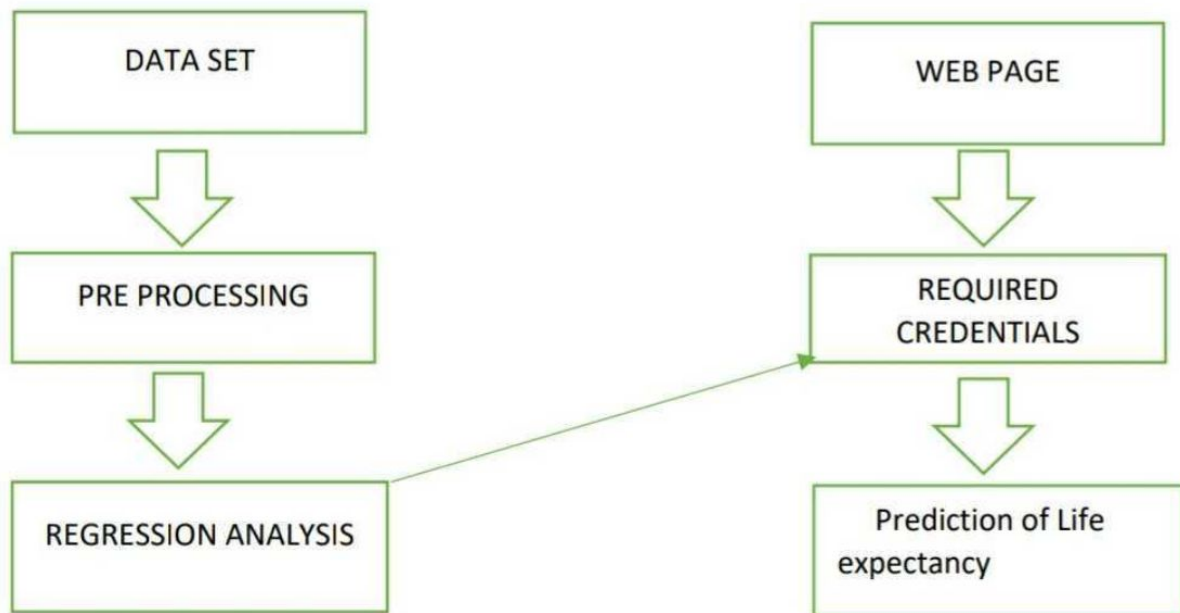 DATA SET
PRE PROCESSING
REGRESSION ANALYSIS
WEB PAGE
REQUIRED
CREDENTIALS
Prediction of Life
expectancy